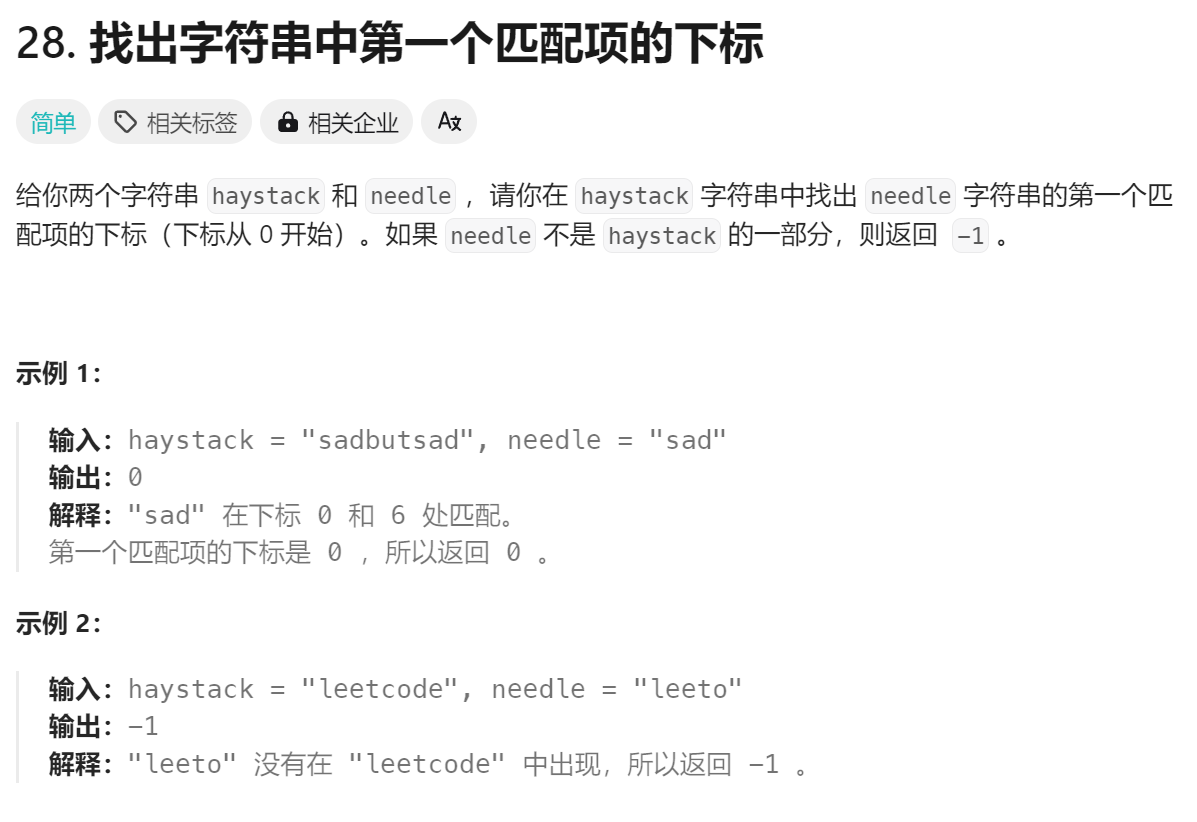 28. 找出字符串中第一个匹配项的下标
简单 相关标签 相关企业 A文
给你两个字符串 haystack 和 needle ，请你在 haystack 字符串中找出 needle 字符串的第一个匹
配项的下标（下标从 0 开始）。如果 needle 不是 haystack 的一部分，则返回 -1 。
示例 1：
输入：haystack = "sadbutsad", needle = "sad"
输出：0
解释："sad" 在下标 0 和 6 处匹配。
第一个匹配项的下标是 0 ，所以返回 0 。
示例 2：
输入：haystack = "leetcode", needle = "leeto"
输出：-1
解释："leeto" 没有在 "leetcode" 中出现，所以返回 -1 。